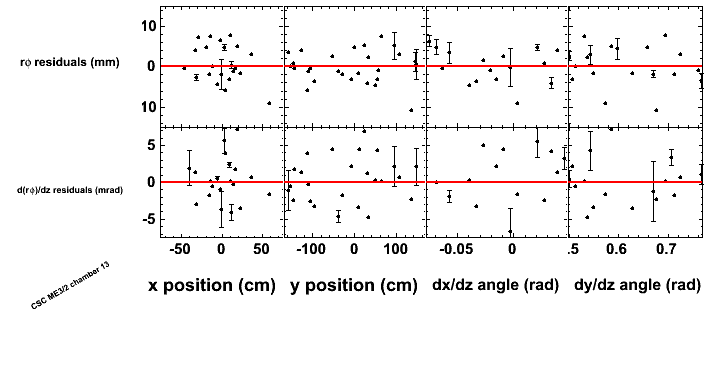 rϕ residuals (mm)
10
0
10
d(rϕ)/dz residuals (mrad)
5
0
-5
-50 0 50 -100 0 100 -0.05 0 .5 0.6 0.7
x position (cm) y position (cm) dx/dz angle (rad) dy/dz angle (rad)
CSC ME3/2 chamber 13